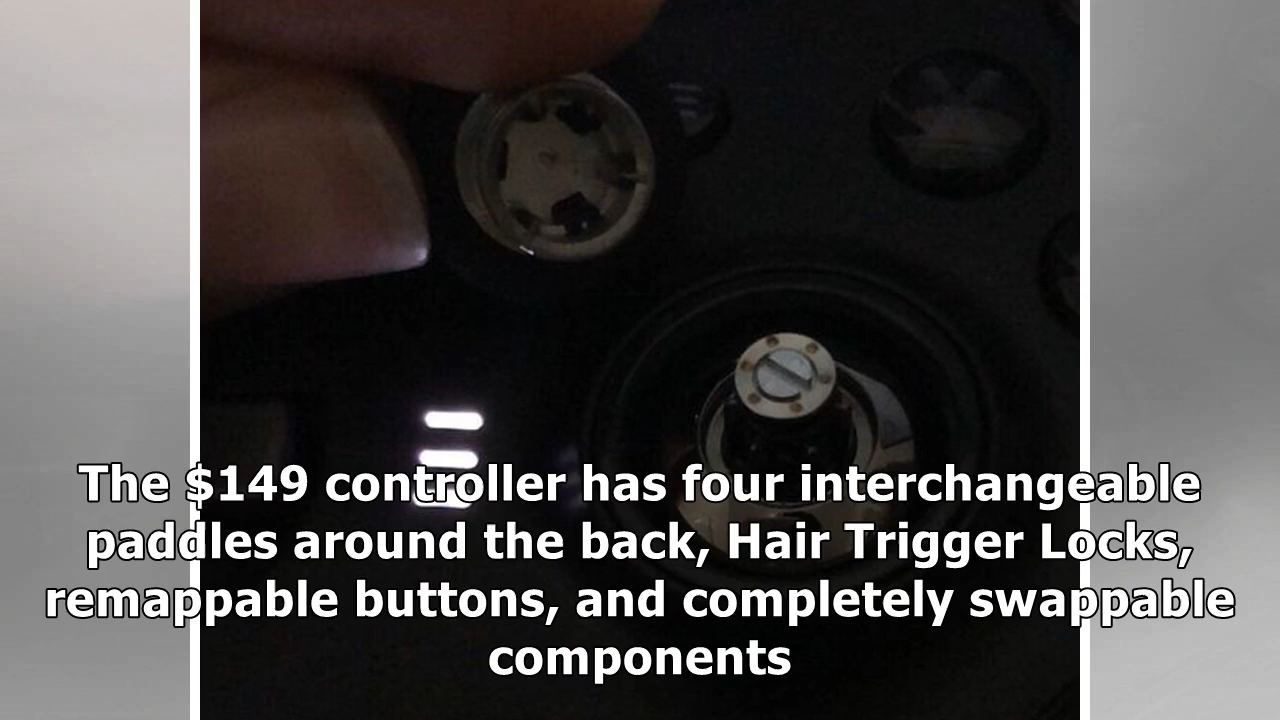 The $149 controller has four interchangeable
paddles around the back, Hair Trigger Locks,
remappable buttons, and completely swappable
components